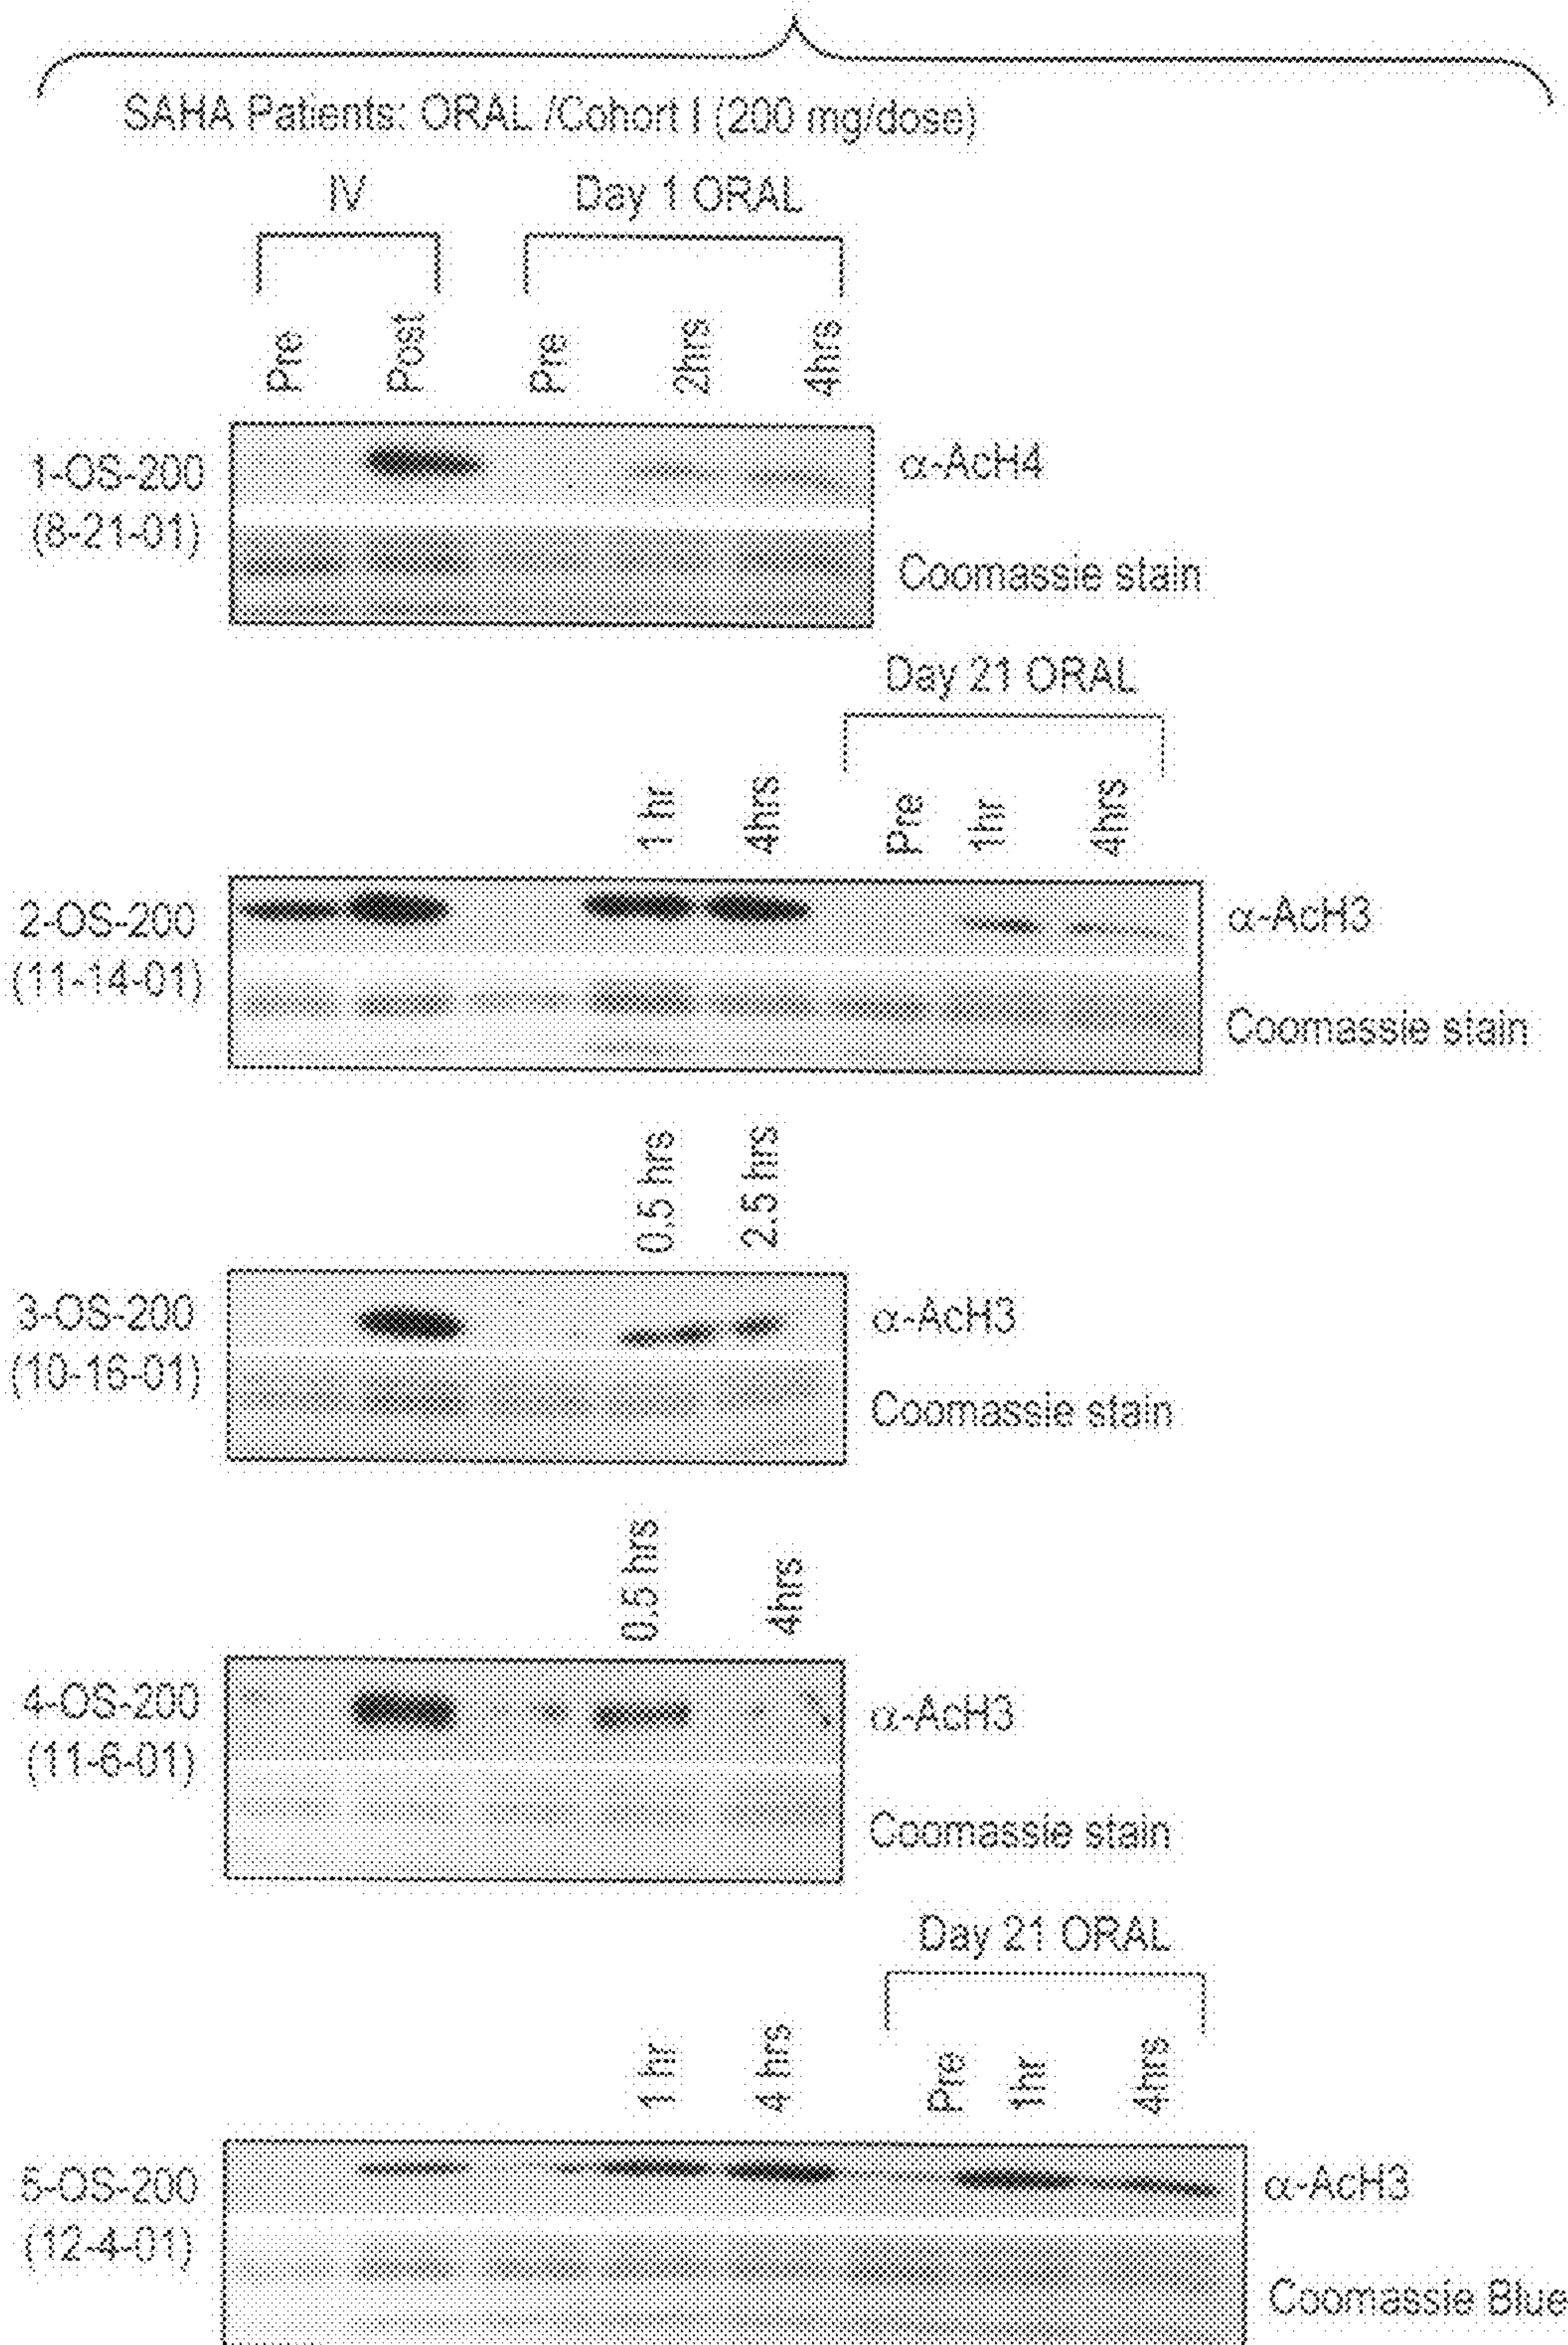 SAHA Patients: ORAL /Cohort I (200 mg/dose)
IV
Day 1 ORAL
Pre
Post
Pre
2hrs
4hrs
1-OS-200
(8-21-01)
α-AcH4
Coomassie stain
Day 21 ORAL
1 hr
4hrs
Pre
1hr
4hrs
2-OS-200
(11-14-01)
α-AcH3
Coomassie stain
0.5 hrs
2.5 hrs
3-OS-200
(10-16-01)
α-AcH3
Coomassie stain
0.5 hrs
4hrs
4-OS-200
(11-6-01)
α-AcH3
Coomassie stain
Day 21 ORAL
1 hr
4 hrs
Pre
1hr
4hrs
5-OS-200
(12-4-01)
α-AcH3
Coomassie Blue